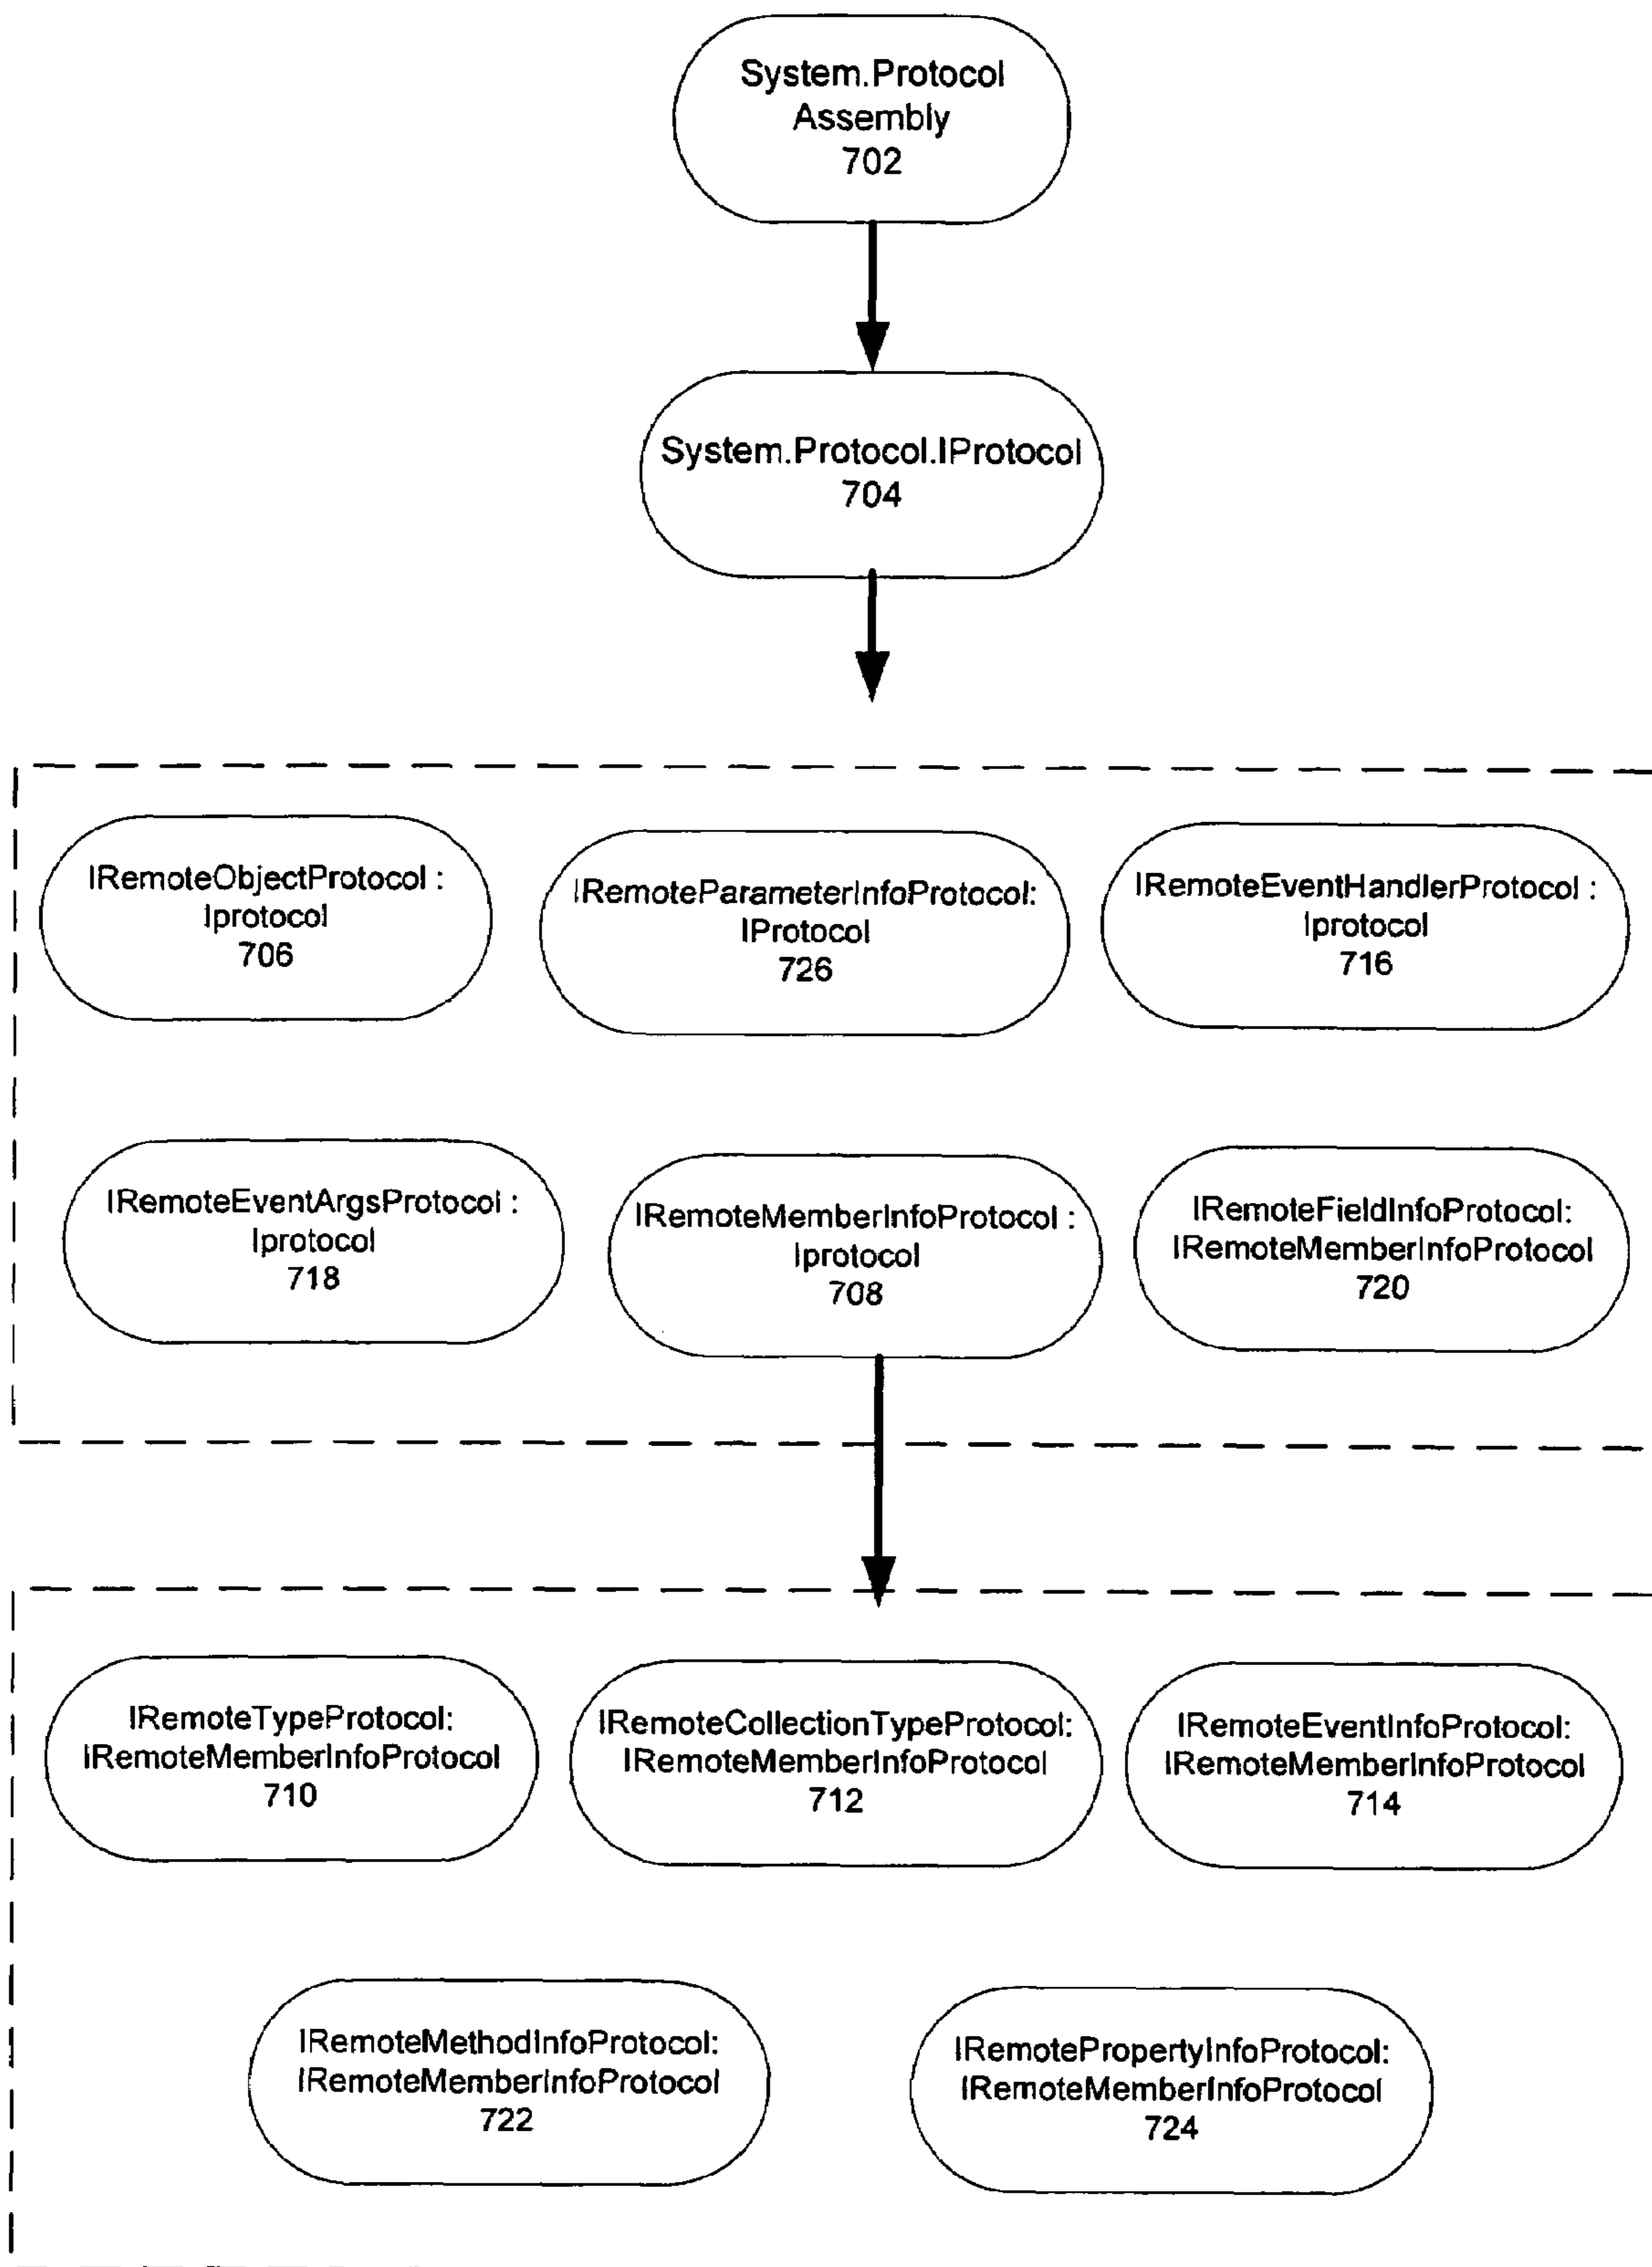 System.Protocol
Assembly
702
System.Protocol.IProtocol
704
IRemoteObjectProtocol :
Iprotocol
706
IRemoteParameterInfoProtocol:
IProtocol
726
IRemoteEventHandlerProtocol :
Iprotocol
716
IRemoteEventArgsProtocol :
Iprotocol
718
IRemoteMemberInfoProtocol :
Iprotocol
708
IRemoteFieldInfoProtocol:
IRemoteMemberInfoProtocol
720
IRemoteTypeProtocol:
IRemoteMemberInfoProtocol
710
IRemoteCollectionTypeProtocol:
IRemoteMemberInfoProtocol
712
IRemoteEventInfoProtocol:
IRemoteMemberInfoProtocol
714
IRemoteMethodInfoProtocol:
IRemoteMemberInfoProtocol
722
IRemotePropertyInfoProtocol:
IRemoteMemberInfoProtocol
724